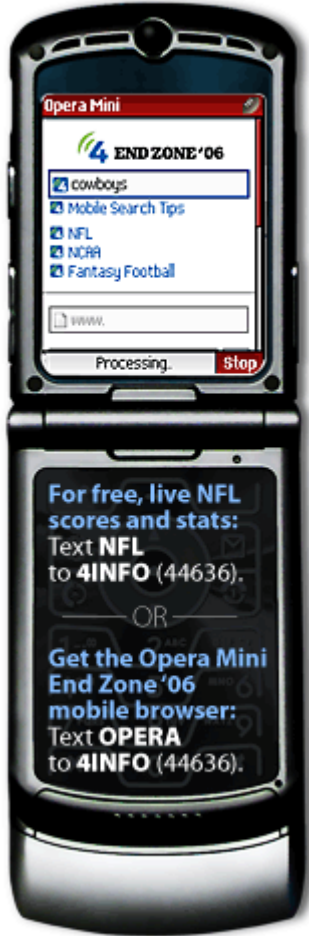 Opera Mini
4 END ZONE '06
cowboys
Mobile Search Tips
NFL
NCAA
Fantasy Football
www.
Processing.
Stop
For free, live NFL
scores and stats:
Text NFL
to 4INFO (44636).
OR
Get the Opera Mini
End Zone '06
mobile browser:
Text OPERA
to 4INFO (44636).